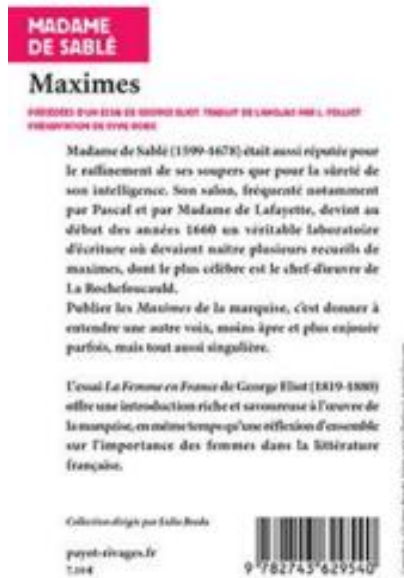 MADAME
DE SABLÉ
Maximes
PRÉCÉDÉES D'UN ESSAI DE GEORGE ELIOT, TRADUIT DE L'ANGLAIS PAR L.
PRÉSENTATION DE
Madame de Sablé (1599-1678) était aussi réputée pour
le raffinement de ses soupers que pour la sûreté de
son intelligence. Son salon, fréquenté notamment
par Pascal et par Madame de Lafayette, devint au
début des années 1660 un véritable laboratoire
d'écriture où devaient naître plusieurs recueils de
maximes, dont le plus célèbre est le chef-d'œuvre de
La Rochefoucauld.
Publier les Maximes de la marquise, c'est donner à
entendre une autre voix, moins âpre et plus enjouée
parfois, mais tout aussi singulière.
L'essai La Femme en France de George Eliot (1819-1880)
offre une introduction riche et savoureuse à l'œuvre de
la marquise, en même temps qu'une réflexion d'ensemble
sur l'importance des femmes dans la littérature
française.
Collection dirigée par Lidia Breda
payot-rivages.fr
9 782743 629540